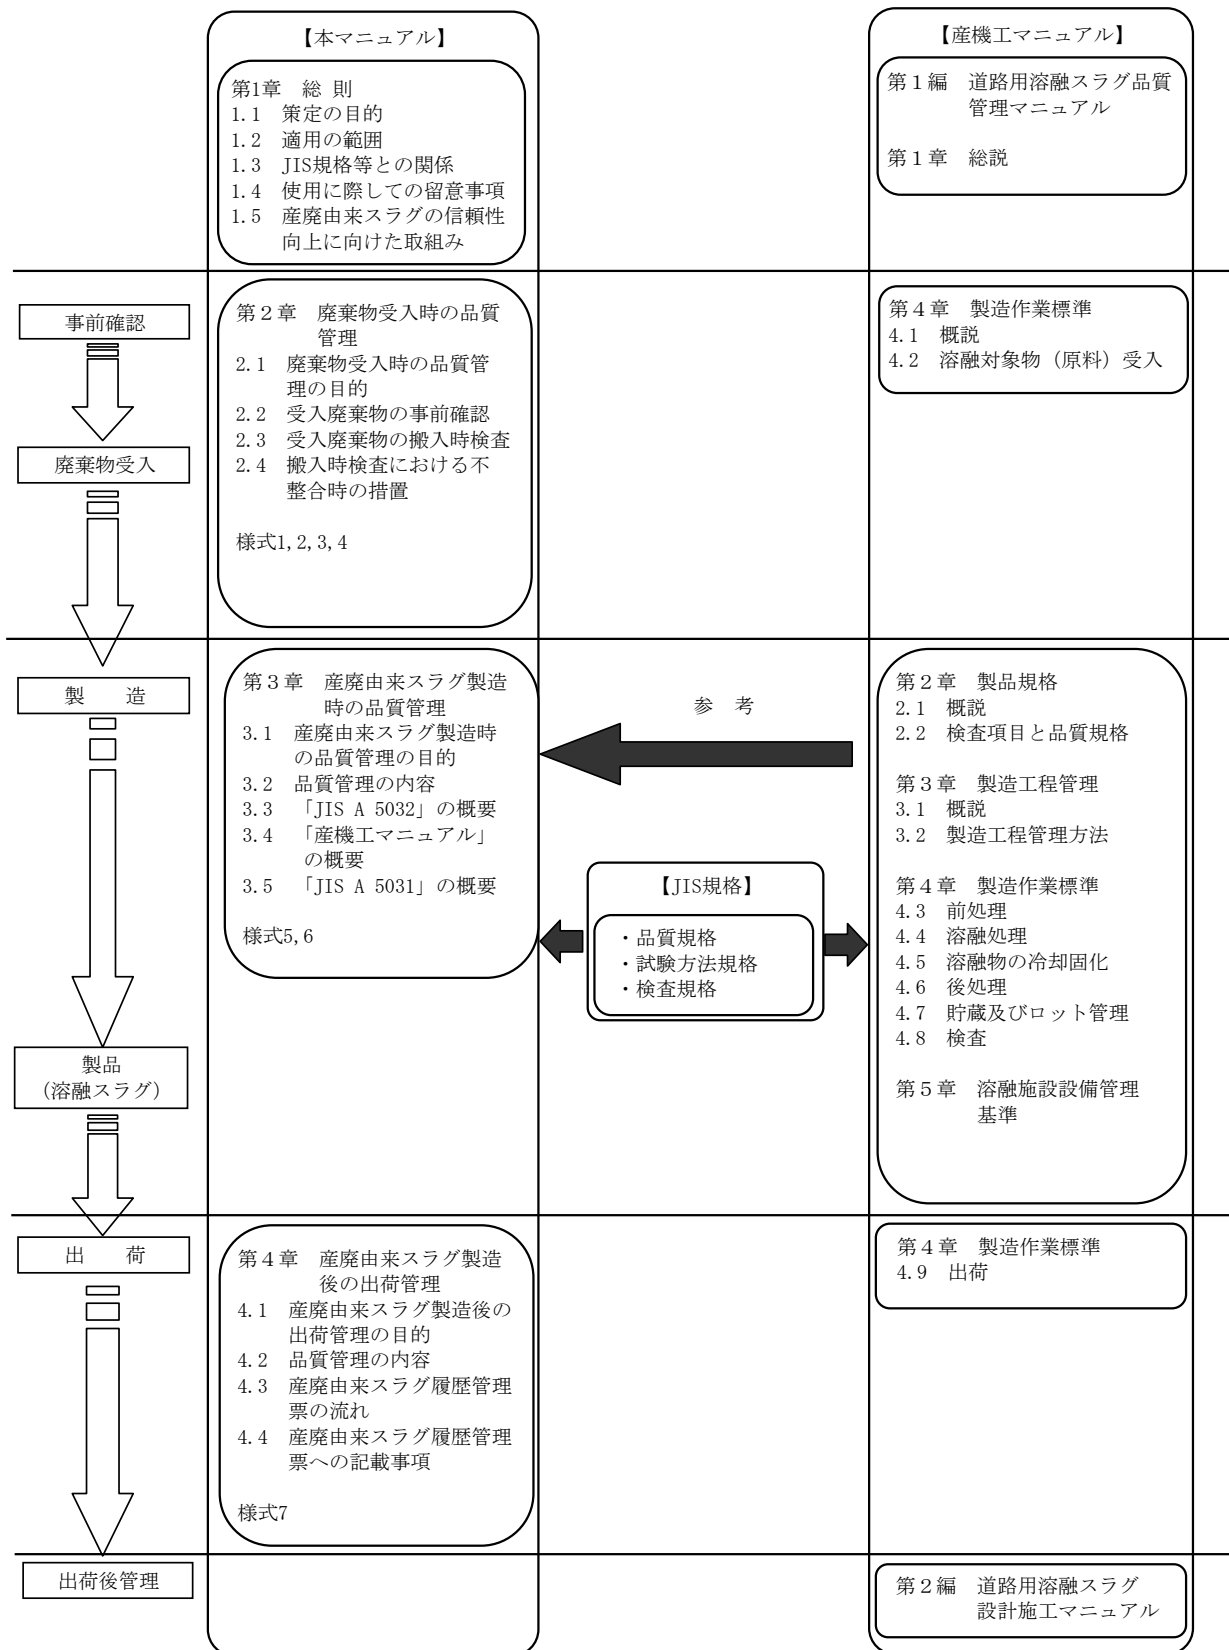 【本マニュアル】
第1章　総 則
1.1　策定の目的
1.2　適用の範囲
1.3　JIS規格等との関係
1.4　使用に際しての留意事項
1.5　産廃由来スラグの信頼性
向上に向けた取組み
【産機工マニュアル】
第１編　道路用溶融スラグ品質
管理マニュアル
第１章　総説
事前確認
廃棄物受入
第２章　廃棄物受入時の品質
管理
2.1　廃棄物受入時の品質管
理の目的
2.2　受入廃棄物の事前確認
2.3　受入廃棄物の搬入時検査
2.4　搬入時検査における不
整合時の措置
様式1,2,3,4
第４章　製造作業標準
4.1　概説
4.2　溶融対象物（原料）受入
製　　造
製品
(溶融スラグ)
第３章　産廃由来スラグ製造
時の品質管理
3.1　産廃由来スラグ製造時
の品質管理の目的
3.2　品質管理の内容
3.3　「JIS A 5032」の概要
3.4　「産機工マニュアル」
の概要
3.5　「JIS A 5031」の概要
様式5,6
参　考
【JIS規格】
・品質規格
・試験方法規格
・検査規格
第２章　製品規格
2.1　概説
2.2　検査項目と品質規格
第３章　製造工程管理
3.1　概説
3.2　製造工程管理方法
第４章　製造作業標準
4.3　前処理
4.4　溶融処理
4.5　溶融物の冷却固化
4.6　後処理
4.7　貯蔵及びロット管理
4.8　検査
第５章　溶融施設設備管理
基準
出　　荷
第４章　産廃由来スラグ製造
後の出荷管理
4.1　産廃由来スラグ製造後の
出荷管理の目的
4.2　品質管理の内容
4.3　産廃由来スラグ履歴管理
票の流れ
4.4　産廃由来スラグ履歴管理
票への記載事項
様式7
第４章　製造作業標準
4.9　出荷
出荷後管理
第２編　道路用溶融スラグ
設計施工マニュアル